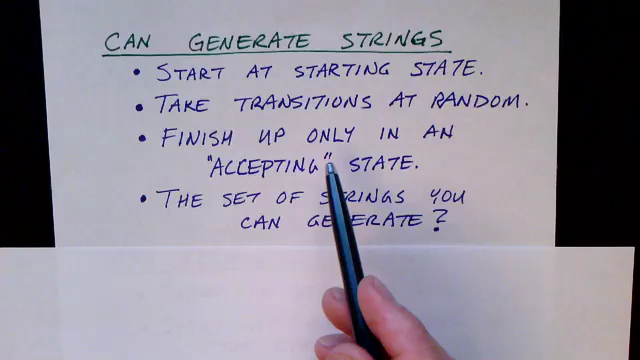 CAN GENERATE STRINGS
• START AT STARTING STATE.
• TAKE TRANSITIONS AT RANDOM.
• FINISH UP ONLY IN AN
"ACCEPTING" STATE.
• THE SET OF STRINGS YOU
CAN GENERATE?